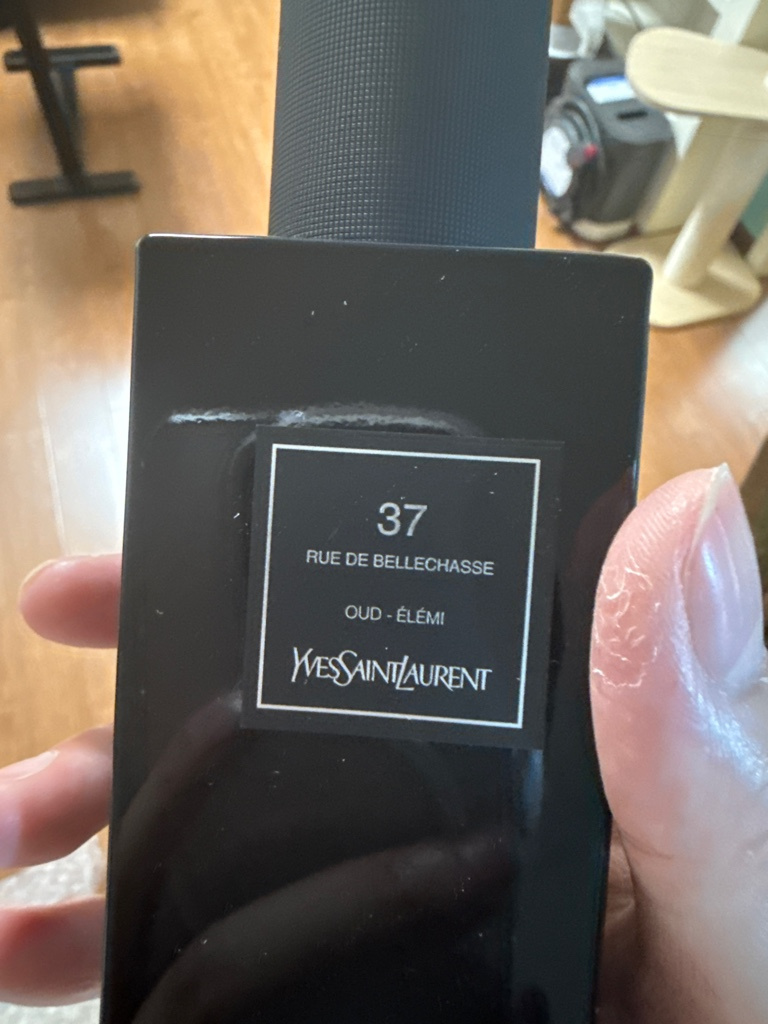 37
RUE DE BELLECHASSE
OUD - ÉLÉMI
YVESSAINTLAURENT